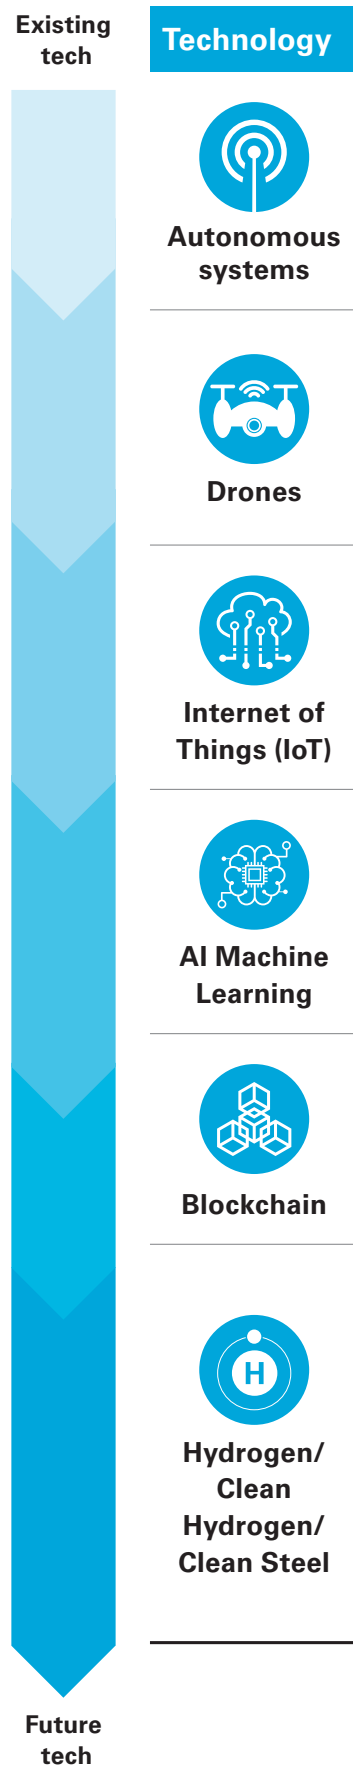 Existing
tech
Technology
Autonomous
systems
Drones
Internet of
Things (IoT)
AI Machine
Learning
Blockchain
H
Hydrogen/
Clean
Hydrogen/
Clean Steel
Future
tech